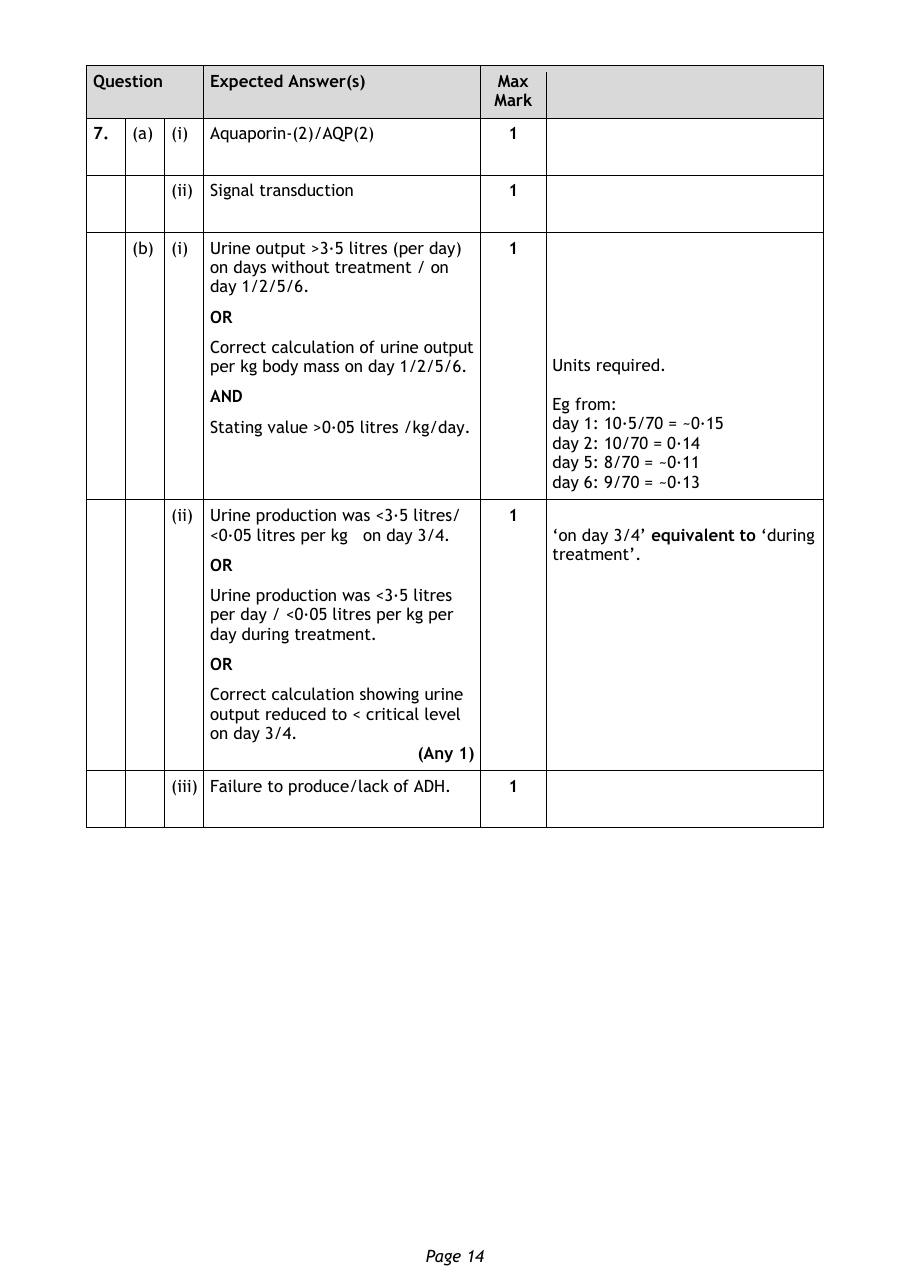 Question Expected Answer(s) Max
Mark
7. (a) (i) Aquaporin-(2)/AQP(2) 1
(ii) Signal transduction 1
(b) (i) Urine output >3·5 litres (per day) 1
on days without treatment / on
day 1/2/5/6.
OR
Correct calculation of urine output
per kg body mass on day 1/2/5/6.
AND
Stating value >0·05 litres /kg/day.
Units required.
Eg from:
day 1: 10·5/70 = ~0·15
day 2: 10/70 = 0·14
day 5: 8/70 = ~0·11
day 6: 9/70 = ~0·13
(ii) Urine production was <3·5 litres/ 1
<0·05 litres per kg on day 3/4.
OR
Urine production was <3·5 litres
per day / <0·05 litres per kg per
day during treatment.
OR
Correct calculation showing urine
output reduced to < critical level
on day 3/4.
(Any 1)
‘on day 3/4’ equivalent to ‘during
treatment’.
(iii) Failure to produce/lack of ADH. 1
Page 14